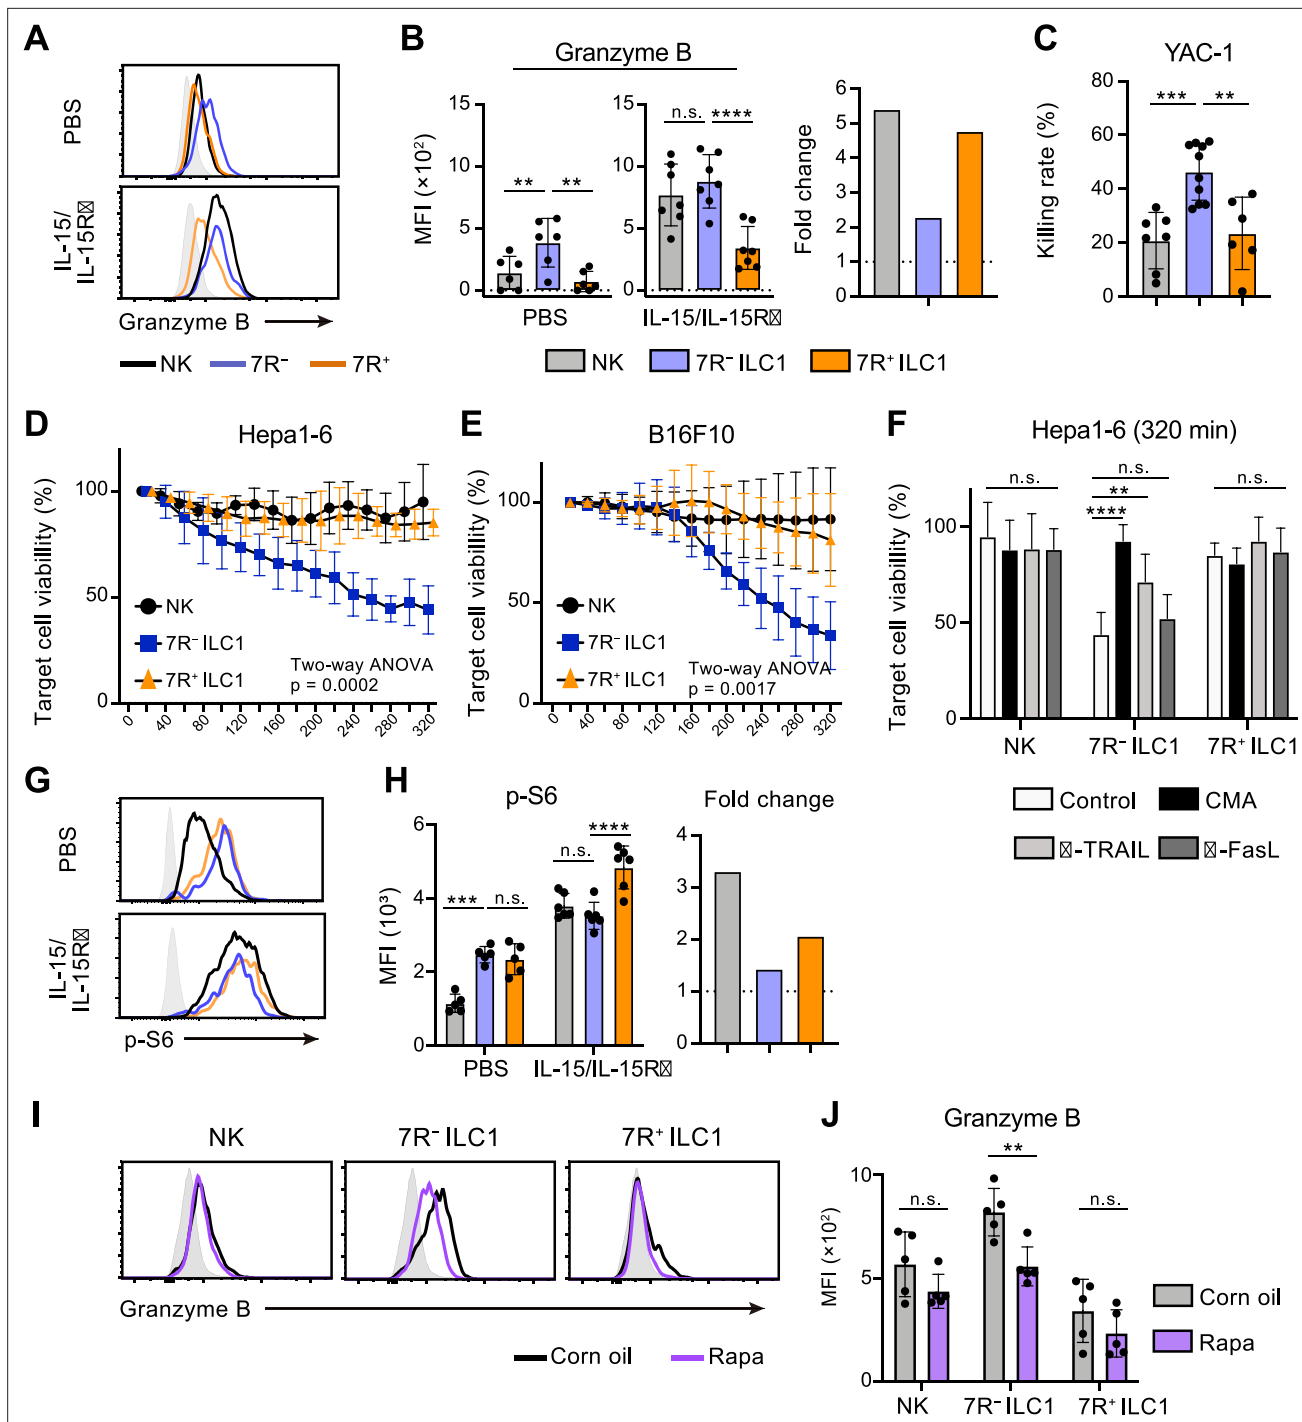 A
PBS
IL-15/
IL-15R⍰
Granzyme B
NK
7R⁻
7R⁺
B
Granzyme B
MFI (×10²)
15
10
5
0
** **
PBS
15
10
5
0
n.s. ****
IL-15/IL-15R⍰
Fold change
6
5
4
3
2
1
0
NK
7R⁻ ILC1
7R⁺ ILC1
C
YAC-1
Killing rate (%)
80
60
40
20
0
*** **
D
Hepa1-6
Target cell viabillity (%)
100
50
0
NK
7R⁻ ILC1
7R⁺ ILC1
Two-way ANOVA
p = 0.0002
0 40 80 120 160 200 240 280 320
E
B16F10
Target cell viability (%)
100
50
0
NK
7R⁻ ILC1
7R⁺ ILC1
Two-way ANOVA
p = 0.0017
0 40 80 120 160 200 240 280 320
F
Hepa1-6 (320 min)
Target cell viability (%)
100
50
0
n.s.
n.s.
**
****
n.s.
NK
7R⁻ ILC1
7R⁺ ILC1
Control
CMA
⍰-TRAIL
⍰-FasL
G
PBS
IL-15/
IL-15R⍰
p-S6
H
p-S6
MFI (10³)
6
4
2
0
*** n.s.
n.s. ****
PBS
IL-15/IL-15R⍰
Fold change
4
3
2
1
0
I
NK
7R⁻ ILC1
7R⁺ ILC1
Granzyme B
Corn oil
Rapa
J
Granzyme B
MFI (×10²)
10
5
0
n.s.
**
n.s.
NK
7R⁻ ILC1
7R⁺ ILC1
Corn oil
Rapa